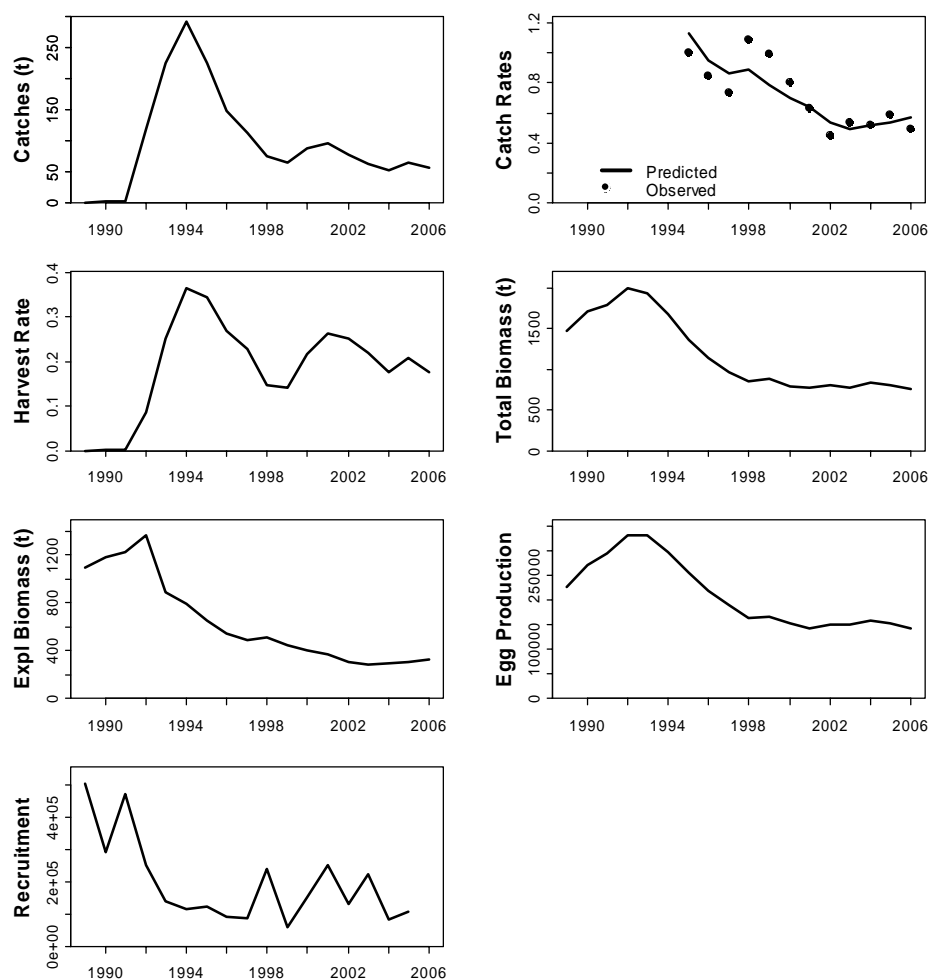 Catches (t)
250
150
50
0
1990 1994 1998 2002 2006
Catch Rates
1.2
0.8
0.4
0.0
Predicted
Observed
1990 1994 1998 2002 2006
Harvest Rate
0.4
0.3
0.2
0.1
0.0
1990 1994 1998 2002 2006
Total Biomass (t)
1500
500
0
1990 1994 1998 2002 2006
Expl Biomass (t)
1200
800
400
0
1990 1994 1998 2002 2006
Egg Production
250000
100000
0
1990 1994 1998 2002 2006
Recruitment
4e+05
2e+05
0e+00
1990 1994 1998 2002 2006